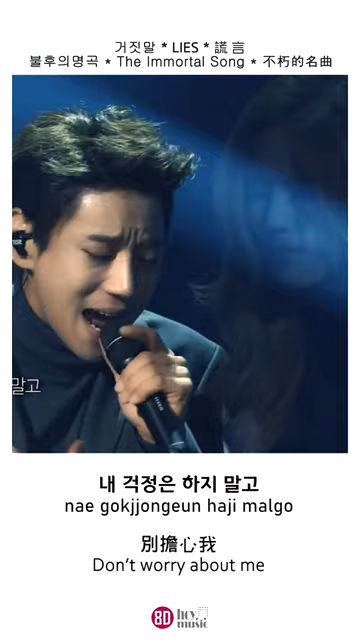 거짓말 * LIES * 謊言
불후의명곡 * The Immortal Song * 不朽的名曲
말고
내 걱정은 하지 말고
nae gokjjongeun haji malgo
別擔心我
Don't worry about me
8D hey music